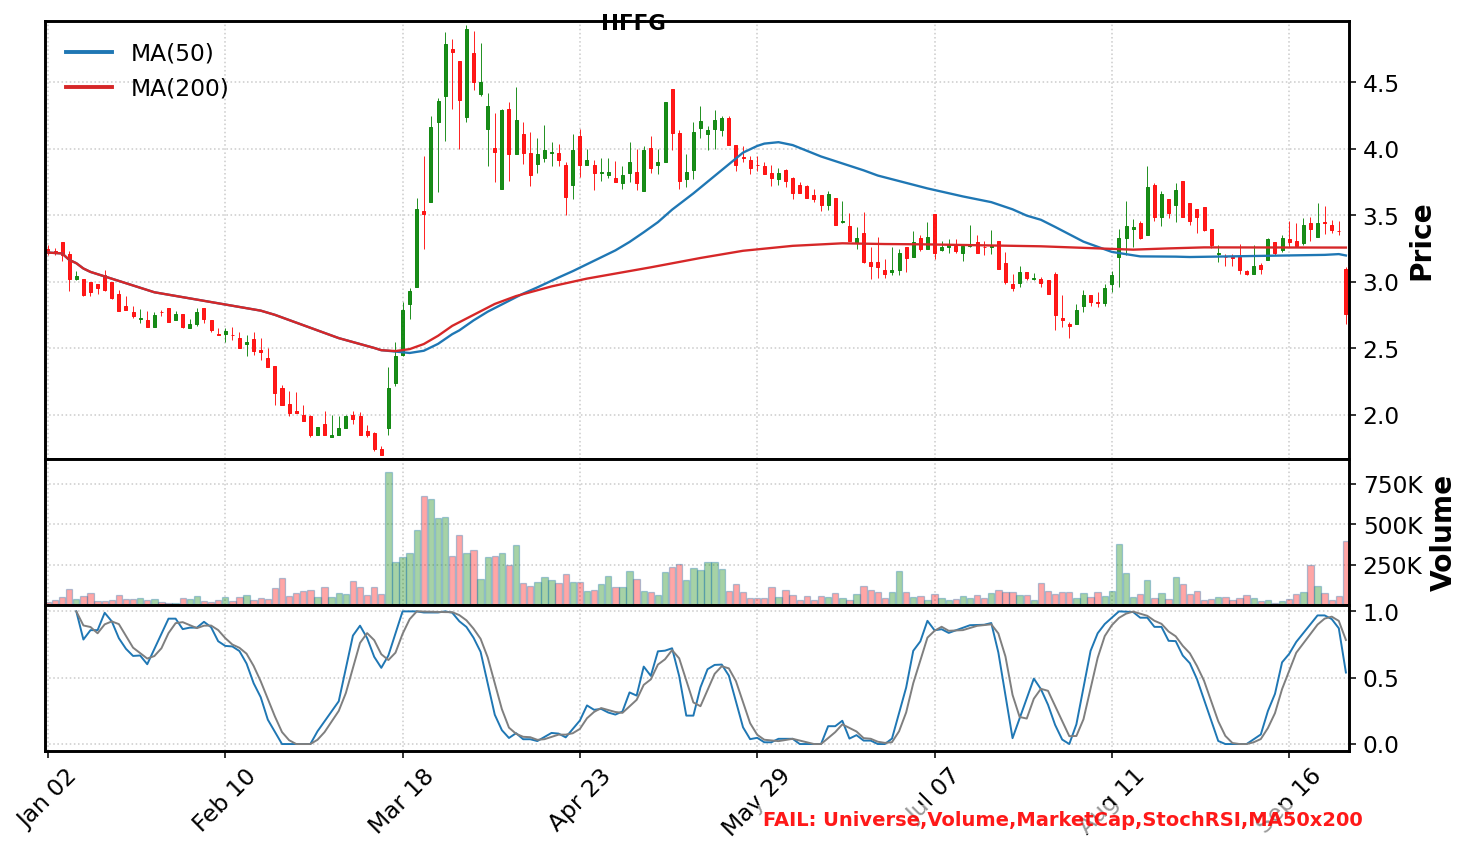 HFFG
MA(50)
MA(200)
4.5
4.0
3.5
3.0
2.5
2.0
Price
750K
500K
250K
Volume
1.0
0.5
0.0
Jan 02
Feb 10
Mar 18
Apr 23
May 29
Jul 07
Aug 11
Sep 16
FAIL: Universe,Volume,MarketCap,StochRSI,MA50x200